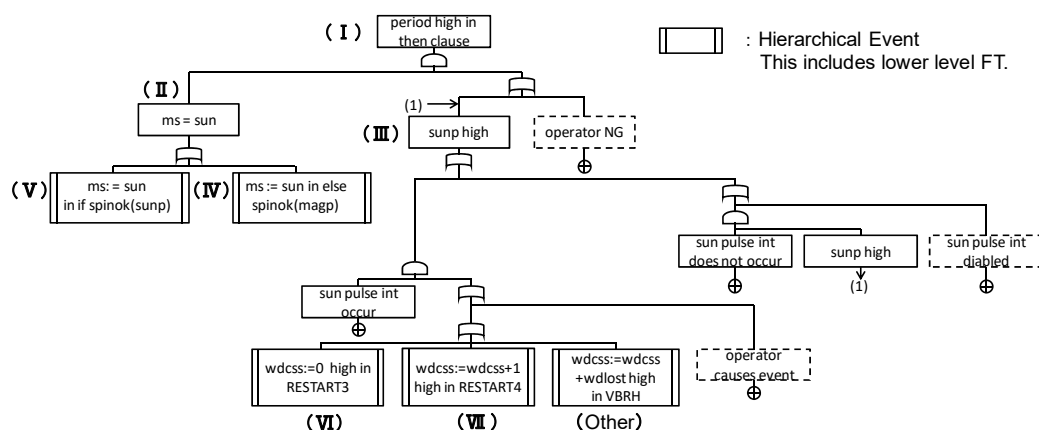 (Ⅰ)
period high in
then clause
: Hierarchical Event
This includes lower level FT.
(Ⅱ)
ms = sun
(1)
(Ⅲ)
sunp high
operator NG
(Ⅴ)
ms: = sun
in if spinok(sunp)
(Ⅳ)
ms := sun in else
spinok(magp)
sun pulse int
does not occur
sunp high
sun pulse int
diabled
(1)
sun pulse int
occur
wdcss:=0 high in
RESTART3
wdcss:=wdcss+1
high in RESTART4
wdcss:=wdcss
+wdlost high
in VBRH
operator
causes event
(Ⅵ)
(Ⅶ)
(Other)